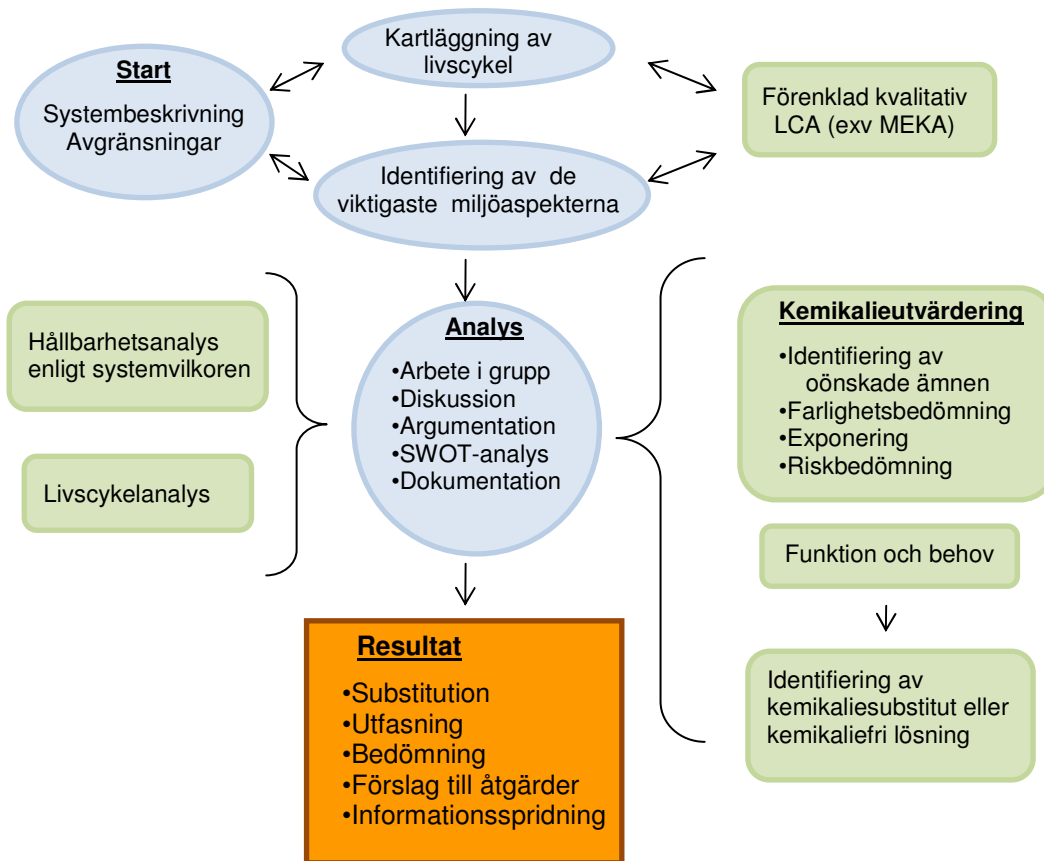 Kartläggning av
livscykel
Start
Systembeskrivning
Avgränsningar
Förenklad kvalitativ
LCA (exv MEKA)
Identifiering av de
viktigaste miljöaspekterna
Hållbarhetsanalys
enligt systemvilkoren
Livscykelanalys
Analys
•Arbete i grupp
•Diskussion
•Argumentation
•SWOT-analys
•Dokumentation
Kemikalieutvärdering
•Identifiering av
oönskade ämnen
•Farlighetsbedömning
•Exponering
•Riskbedömning
Funktion och behov
Identifiering av
kemikaliesubstitut eller
kemikaliefri lösning
Resultat
•Substitution
•Utfasning
•Bedömning
•Förslag till åtgärder
•Informationsspridning